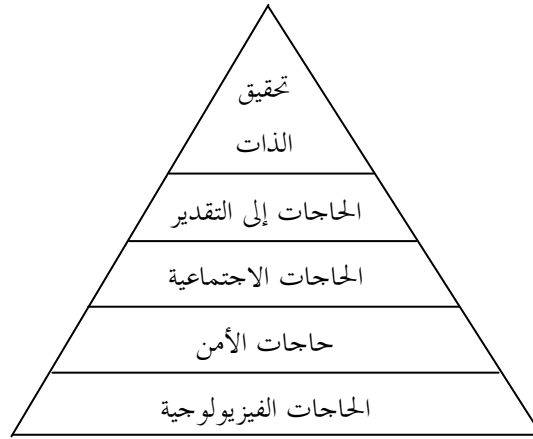 تحقيق
الذات
الحاجات إلى التقدير
الحاجات الاجتماعية
حاجات الأمن
الحاجات الفيزيولوجية